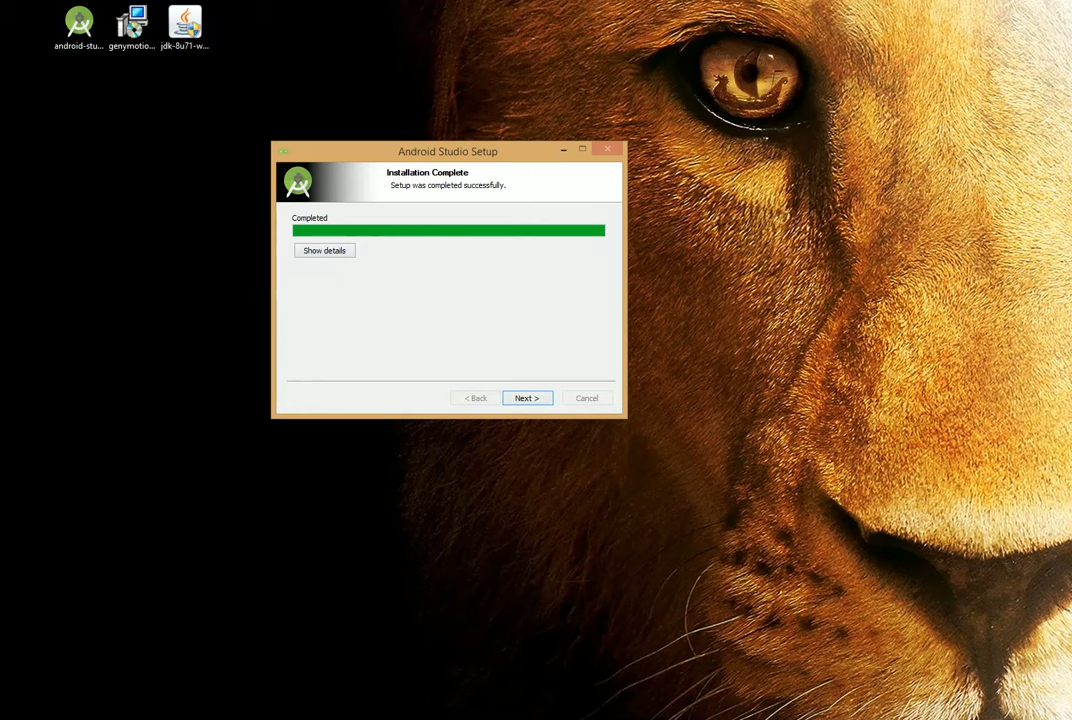 android-stu...
genymotio...
jdk-8u71-w...
Android Studio Setup
Installation Complete
Setup was completed successfully.
Completed
Show details
< Back
Next >
Cancel